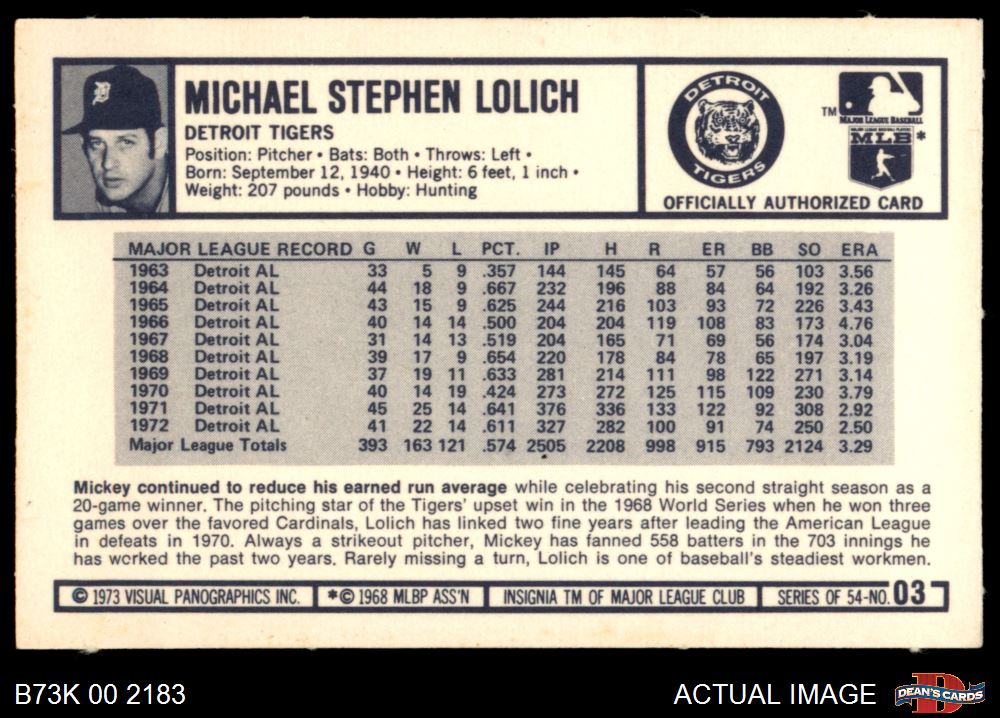 MICHAEL STEPHEN LOLICH
DETROIT TIGERS
Position: Pitcher • Bats: Both • Throws: Left •
Born: September 12, 1940 • Height: 6 feet, 1 inch •
Weight: 207 pounds • Hobby: Hunting
DETROIT
TIGERS
TM
MAJOR LEAGUE BASEBALL
MAJOR LEAGUE BASEBALL PLAYERS
MLB *
OFFICIALLY AUTHORIZED CARD
MAJOR LEAGUE RECORD G W L PCT. IP H R ER BB SO ERA
1963 Detroit AL 33 5 9 .357 144 145 64 57 56 103 3.56
1964 Detroit AL 44 18 9 .667 232 196 88 84 64 192 3.26
1965 Detroit AL 43 15 9 .625 244 216 103 93 72 226 3.43
1966 Detroit AL 40 14 14 .500 204 204 119 108 83 173 4.76
1967 Detroit AL 31 14 13 .519 204 165 71 69 56 174 3.04
1968 Detroit AL 39 17 9 .654 220 178 84 78 65 197 3.19
1969 Detroit AL 37 19 11 .633 281 214 111 98 122 271 3.14
1970 Detroit AL 40 14 19 .424 273 272 125 115 109 230 3.79
1971 Detroit AL 45 25 14 .641 376 336 133 122 92 308 2.92
1972 Detroit AL 41 22 14 .611 327 282 100 91 74 250 2.50
Major League Totals 393 163 121 .574 2505 2208 998 915 793 2124 3.29
Mickey continued to reduce his earned run average while celebrating his second straight season as a
20-game winner. The pitching star of the Tigers' upset win in the 1968 World Series when he won three
games over the favored Cardinals, Lolich has linked two fine years after leading the American League
in defeats in 1970. Always a strikeout pitcher, Mickey has fanned 558 batters in the 703 innings he
has worked the past two years. Rarely missing a turn, Lolich is one of baseball's steadiest workmen.
© 1973 VISUAL PANOGRAPHICS INC. *© 1968 MLBP ASS'N INSIGNIA TM OF MAJOR LEAGUE CLUB SERIES OF 54-NO. 03
B73K 00 2183 ACTUAL IMAGE DEAN'S CARDS